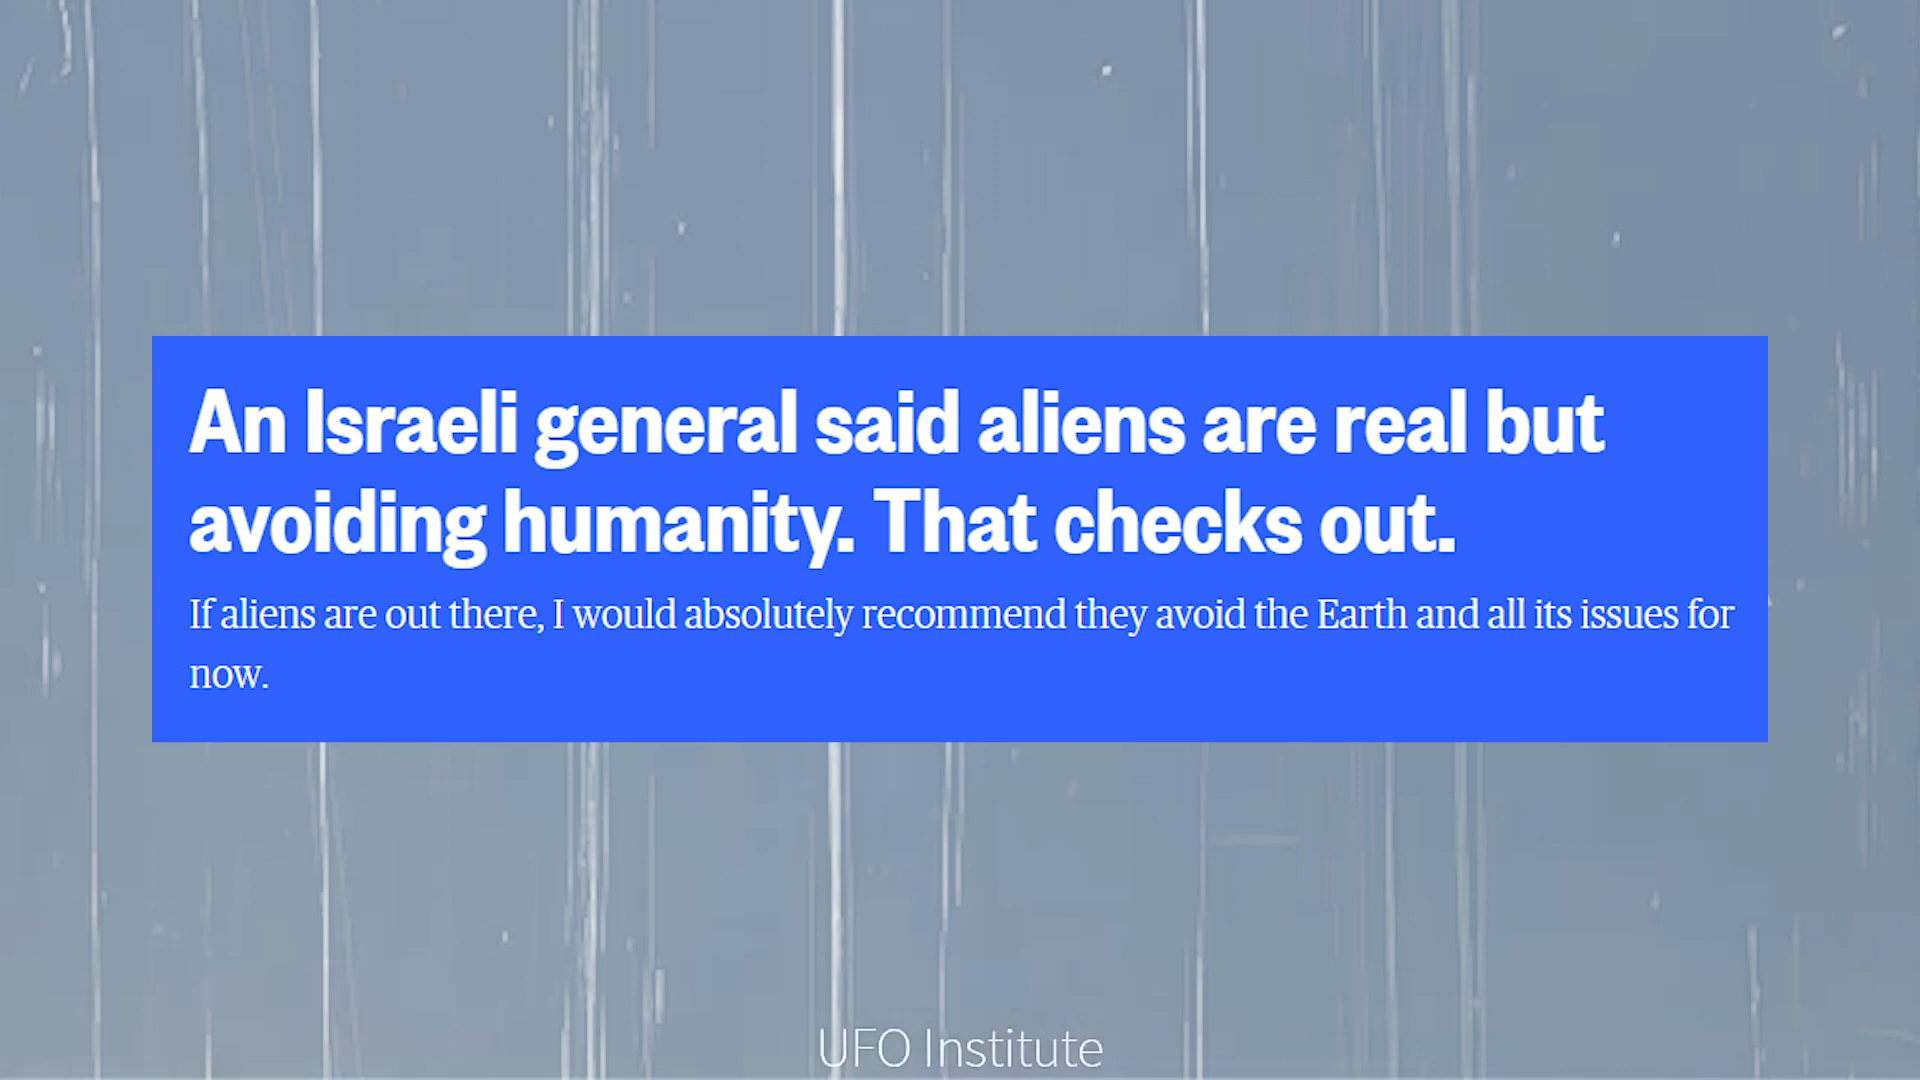 An Israeli general said aliens are real but
avoiding humanity. That checks out.
If aliens are out there, I would absolutely recommend they avoid the Earth and all its issues for
now.
UFO Institute